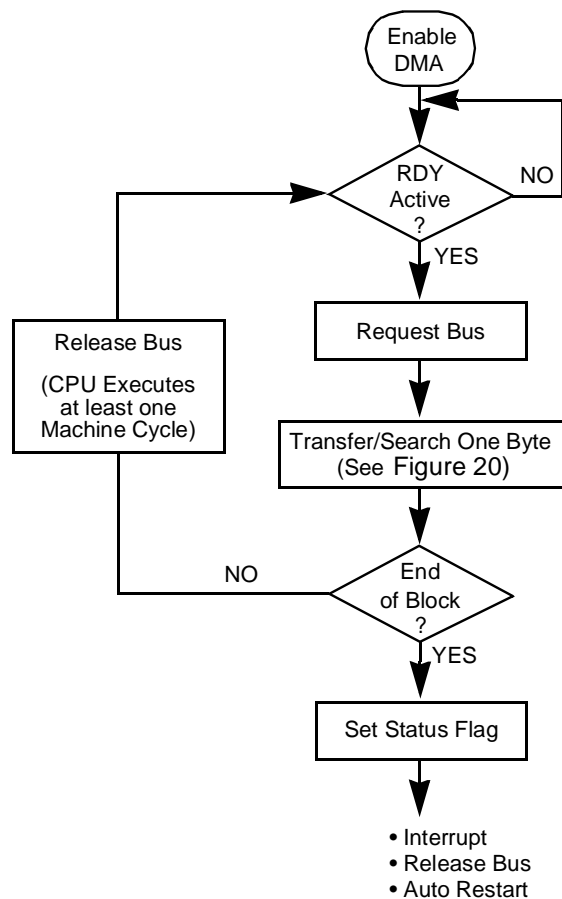 Enable
DMA
RDY
Active
?
NO
YES
Request Bus
Release Bus
(CPU Executes
at least one
Machine Cycle)
Transfer/Search One Byte
(See Figure 20)
NO
End
of Block
?
YES
Set Status Flag
• Interrupt
• Release Bus
• Auto Restart